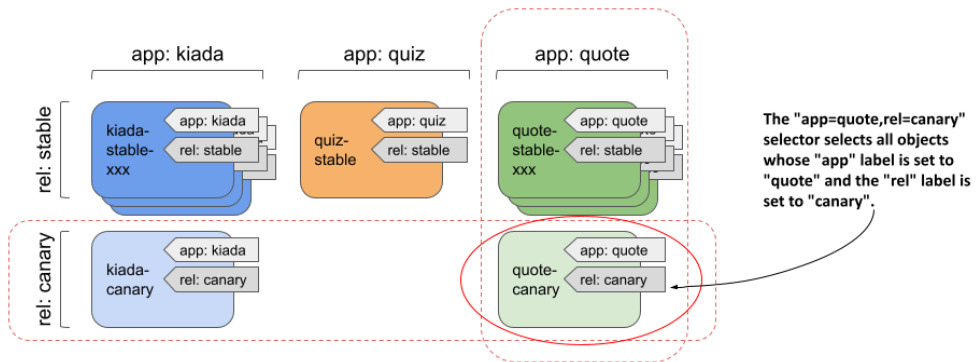 app: kiada
app: quiz
app: quote
rel: stable
kiada-
stable-
xxx
app: kiada
rel: stable
quiz-
stable
app: quiz
rel: stable
quote-
stable-
xxx
app: quote
rel: stable
The "app=quote,rel=canary"
selector selects all objects
whose "app" label is set to
"quote" and the "rel" label is
set to "canary".
rel: canary
kiada-
canary
app: kiada
rel: canary
quote-
canary
app: quote
rel: canary